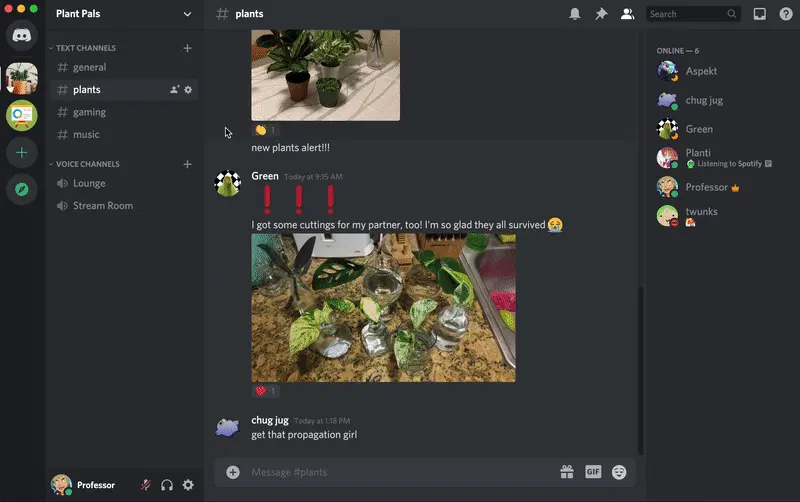 Plant Pals
# plants
Search
TEXT CHANNELS
# general
# plants
# gaming
# music
VOICE CHANNELS
Lounge
Stream Room
Professor
1
new plants alert!!!
Green Today at 9:15 AM
❗ ❗ ❗
I got some cuttings for my partner, too! I'm so glad they all survived 😭
1
chug jug Today at 1:18 PM
get that propagation girl
Message #plants
GIF
ONLINE — 6
Aspekt
chug jug
Green
Planti
Listening to Spotify
Professor
twunks